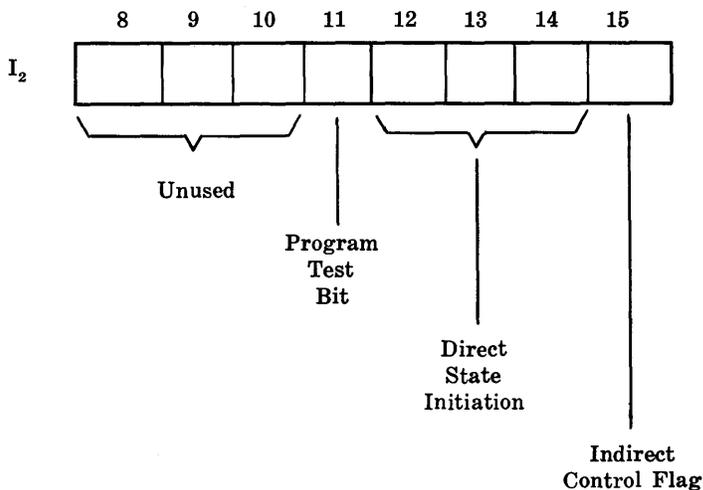 8 9 10 11 12 13 14 15
I₂
Unused
Program
Test
Bit
Direct
State
Initiation
Indirect
Control Flag